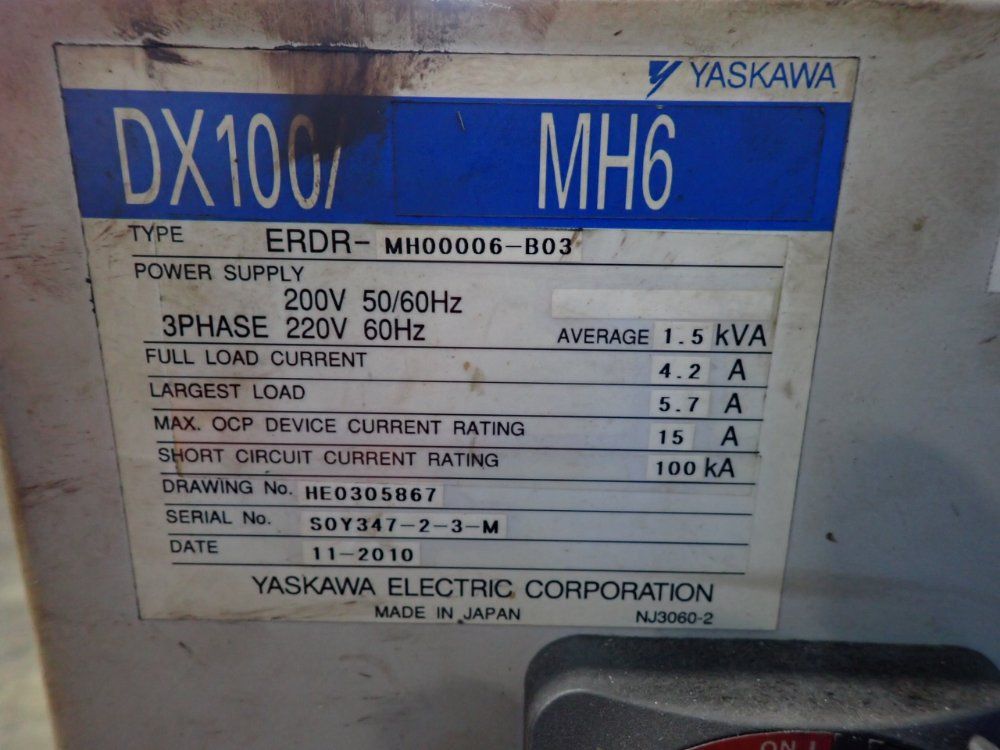 YASKAWA
DX100/ MH6
TYPE ERDR-MH00006-B03
POWER SUPPLY
200V 50/60Hz
3PHASE 220V 60Hz AVERAGE 1.5 kVA
FULL LOAD CURRENT 4.2 A
LARGEST LOAD 5.7 A
MAX. OCP DEVICE CURRENT RATING 15 A
SHORT CIRCUIT CURRENT RATING 100 kA
DRAWING No. HE0305867
SERIAL No. S0Y347-2-3-M
DATE 11-2010
YASKAWA ELECTRIC CORPORATION
MADE IN JAPAN NJ3060-2
ON